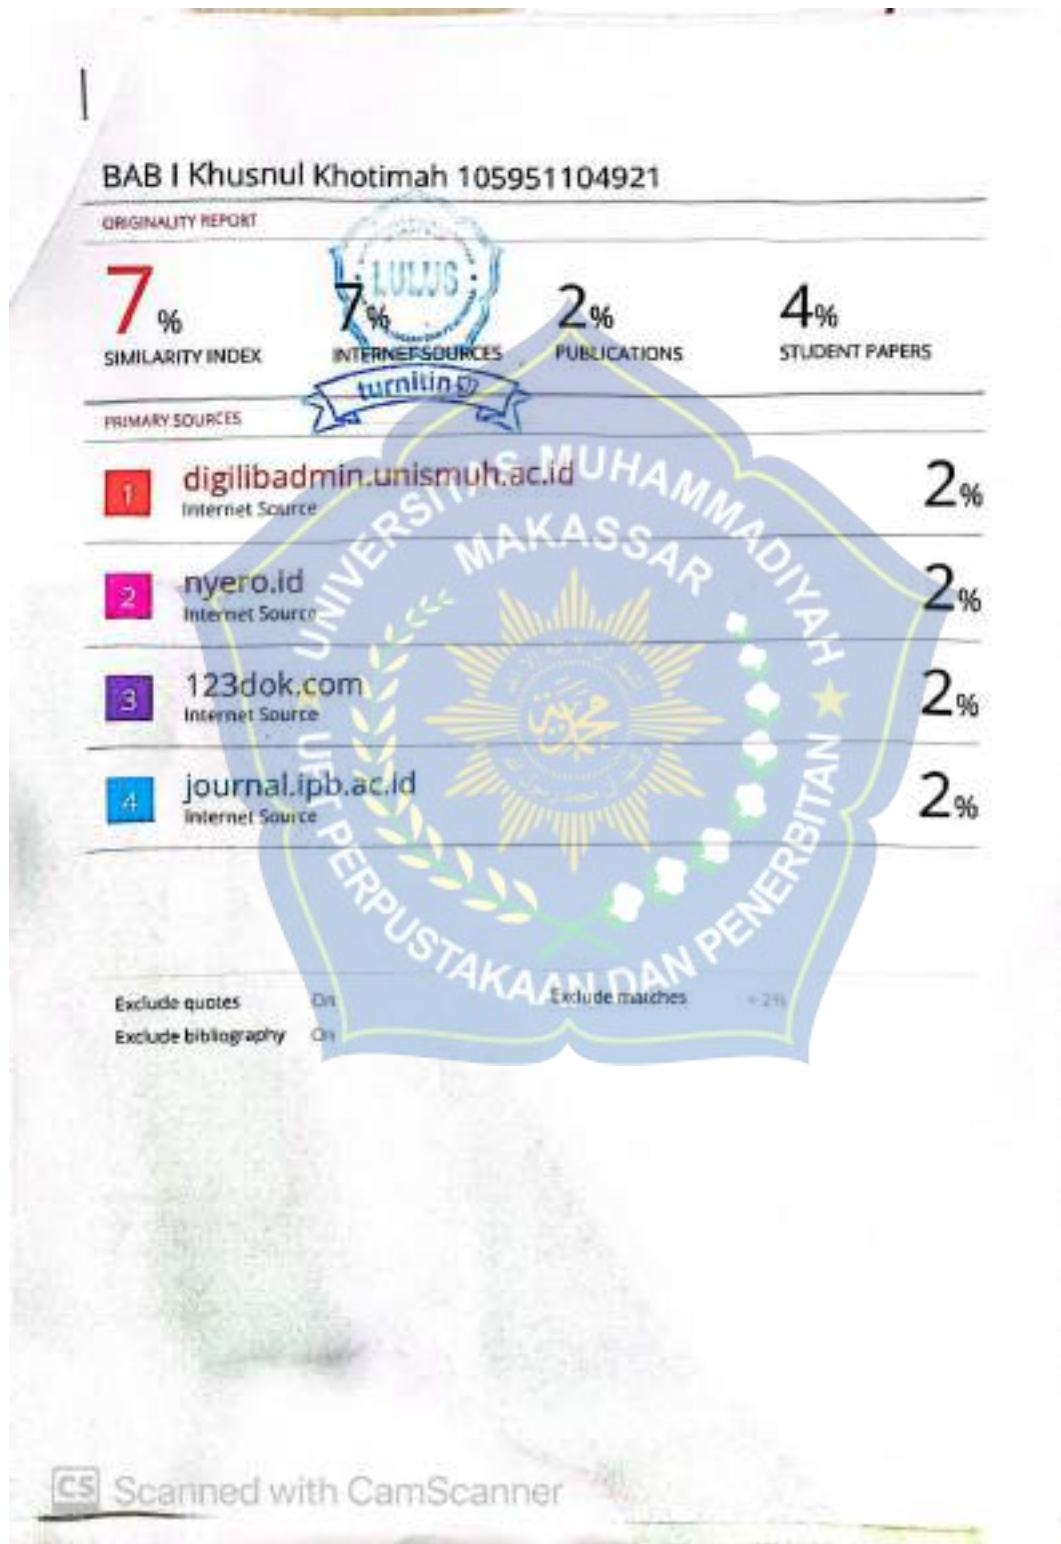 BAB I Khusnul Khotimah 105951104921
ORIGINALITY REPORT
7%
SIMILARITY INDEX
7%
INTERNET SOURCES
2%
PUBLICATIONS
4%
STUDENT PAPERS
LULUS
turnitin
PRIMARY SOURCES
1 digilibadmin.unismuh.ac.id 2%
Internet Source
2 nyero.id 2%
Internet Source
3 123dok.com 2%
Internet Source
4 journal.ipb.ac.id 2%
Internet Source
UNIVERSITAS MUHAMMADIYAH
MAKASSAR
UPT PERPUSTAKAAN DAN PENERBITAN
Exclude quotes On Exclude matches < 2%
Exclude bibliography On
CS Scanned with CamScanner